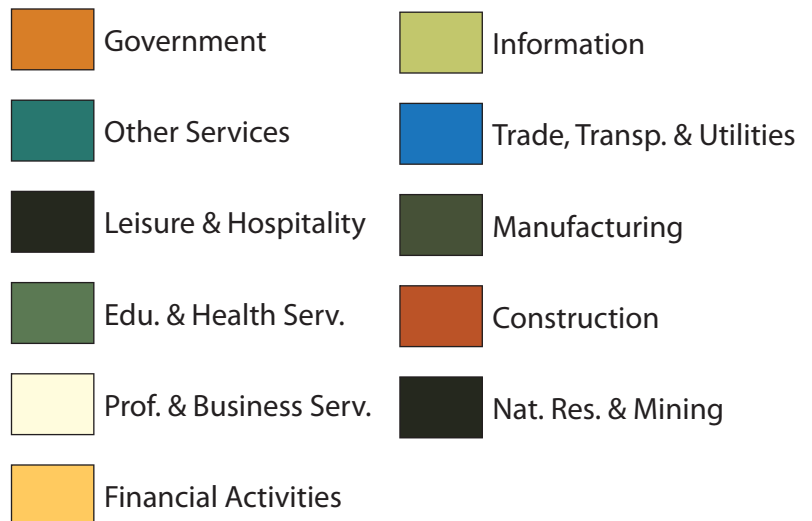 Government
Other Services
Leisure & Hospitality
Edu. & Health Serv.
Prof. & Business Serv.
Financial Activities
Information
Trade, Transp. & Utilities
Manufacturing
Construction
Nat. Res. & Mining